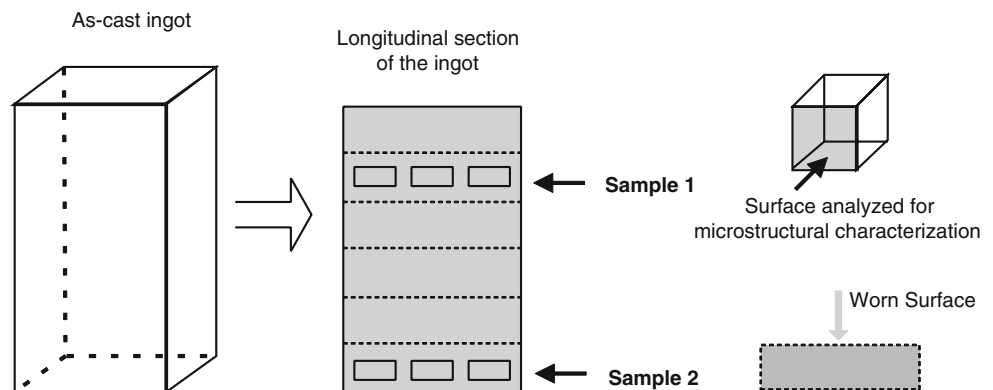 As-cast ingot
Longitudinal section
of the ingot
Sample 1
Surface analyzed for
microstructural characterization
Worn Surface
Sample 2